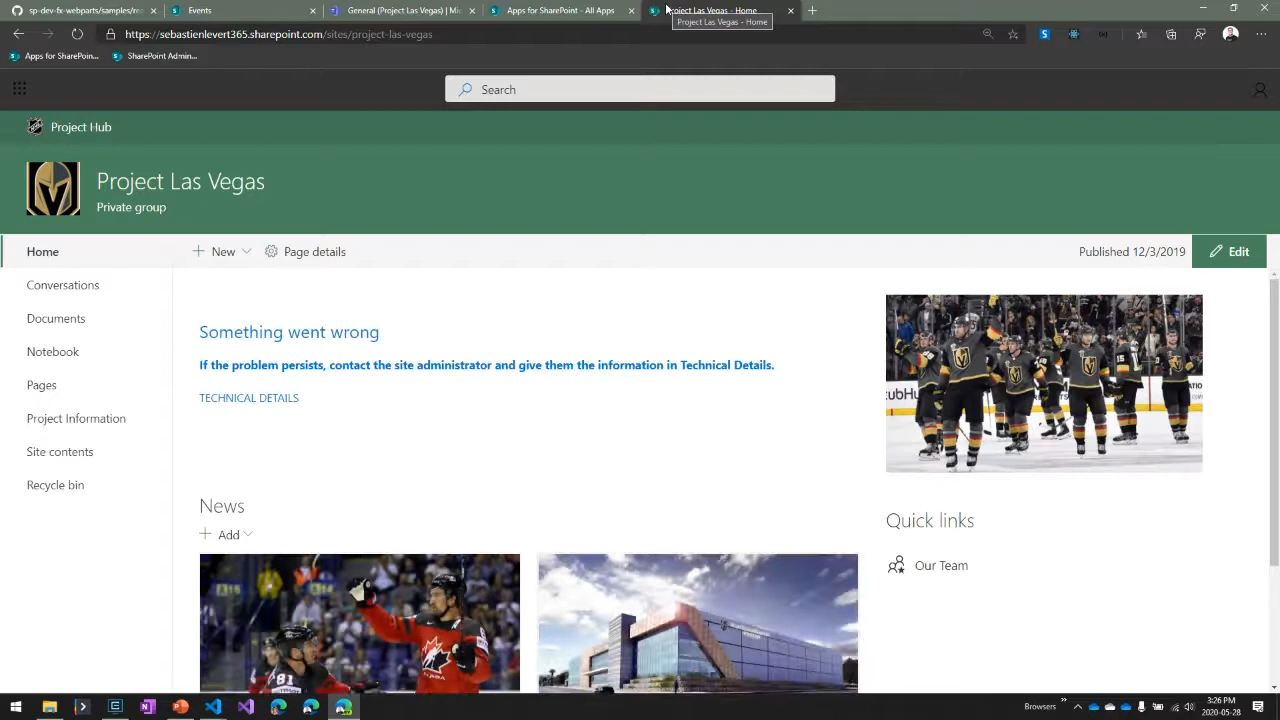 sp-dev-fx-webparts/samples/rea
Events
General (Project Las Vegas) | Mic
Apps for SharePoint - All Apps
Project Las Vegas - Home
Project Las Vegas - Home
https://sebastienlevert365.sharepoint.com/sites/project-las-vegas
Apps for SharePoin...
SharePoint Admin...
Search
Project Hub
Project Las Vegas
Private group
Home
New
Page details
Published 12/3/2019
Edit
Conversations
Documents
Notebook
Pages
Project Information
Site contents
Recycle bin
Something went wrong
If the problem persists, contact the site administrator and give them the information in Technical Details.
TECHNICAL DETAILS
News
Add
Quick links
Our Team
81
15
Browsers
3:26 PM
2020-05-28